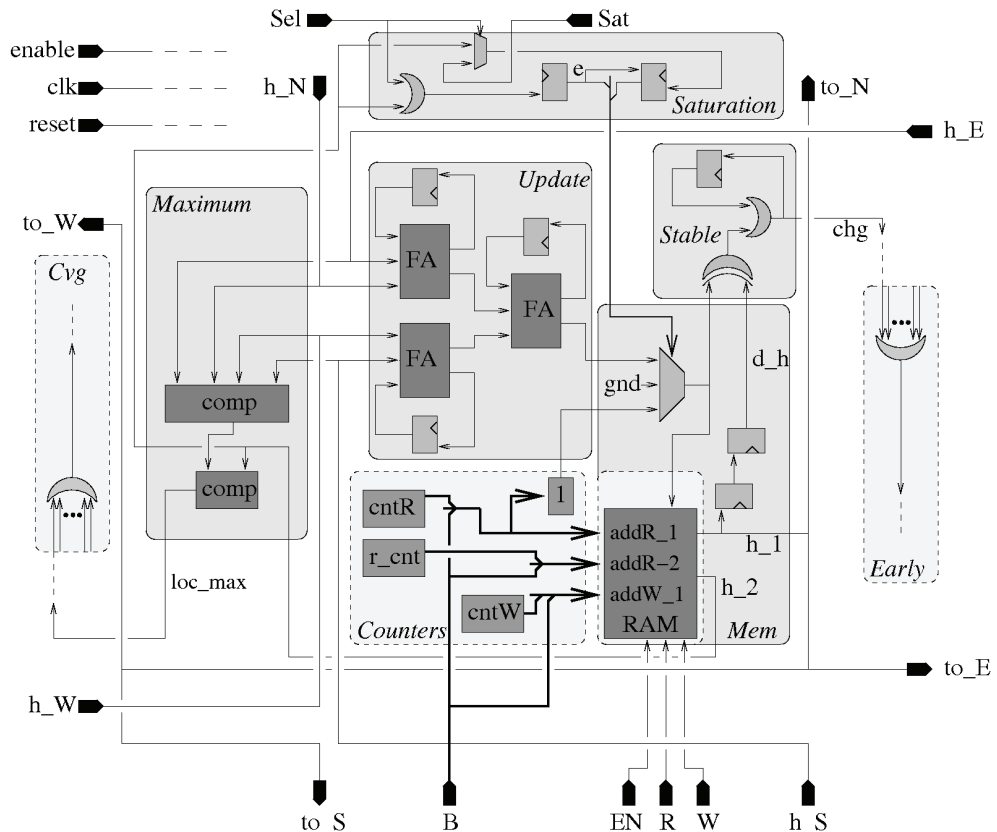 Sel
Sat
enable
clk
h_N
e
to_N
reset
Saturation
h_E
Update
Maximum
to_W
Stable
chg
Cvg
FA
FA
FA
d_h
gnd
comp
comp
1
cntR
addR_1
h_1
r_cnt
addR-2
Early
loc_max
h_2
addW_1
cntW
Counters
RAM
Mem
to_E
h_W
to_S
B
EN
R
W
h_S